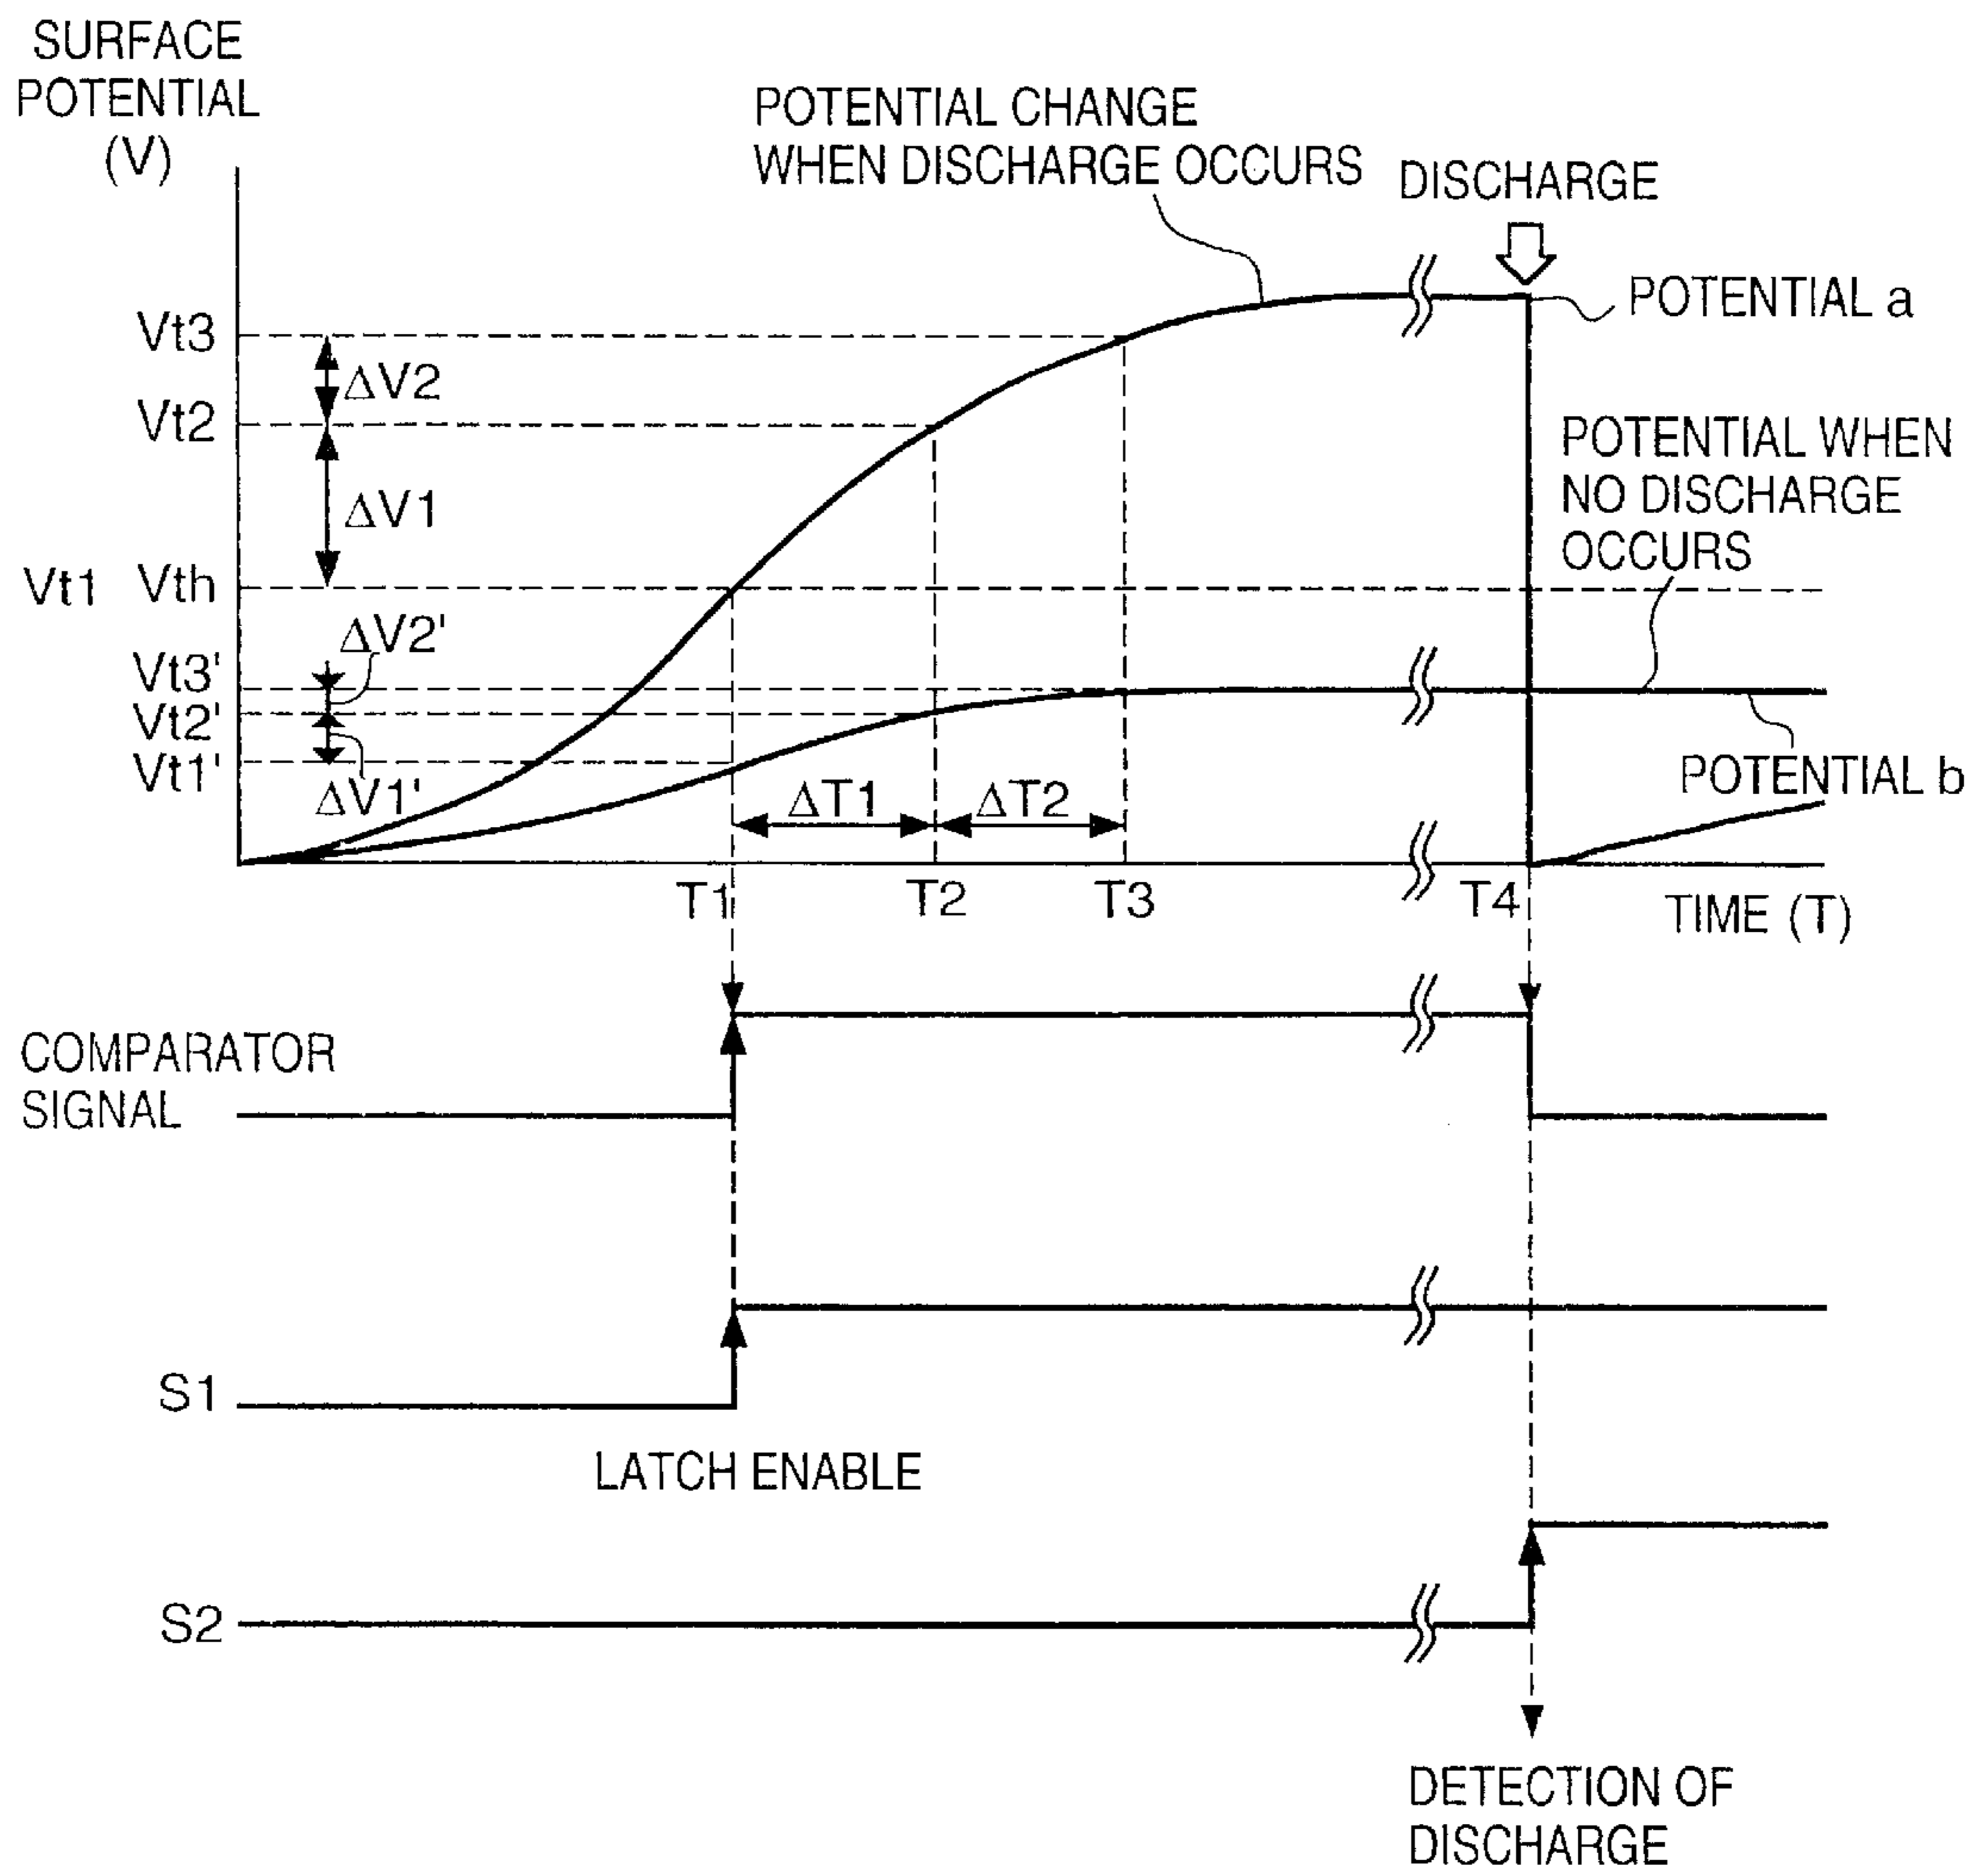 SURFACE
POTENTIAL
(V)
POTENTIAL CHANGE
WHEN DISCHARGE OCCURS
DISCHARGE
POTENTIAL a
Vt3
ΔV2
Vt2
POTENTIAL WHEN
NO DISCHARGE
OCCURS
ΔV1
Vt1 Vth
ΔV2'
Vt3'
Vt2'
Vt1'
ΔV1'
POTENTIAL b
ΔT1 ΔT2
T1 T2 T3 T4 TIME (T)
COMPARATOR
SIGNAL
S1
LATCH ENABLE
S2
DETECTION OF
DISCHARGE